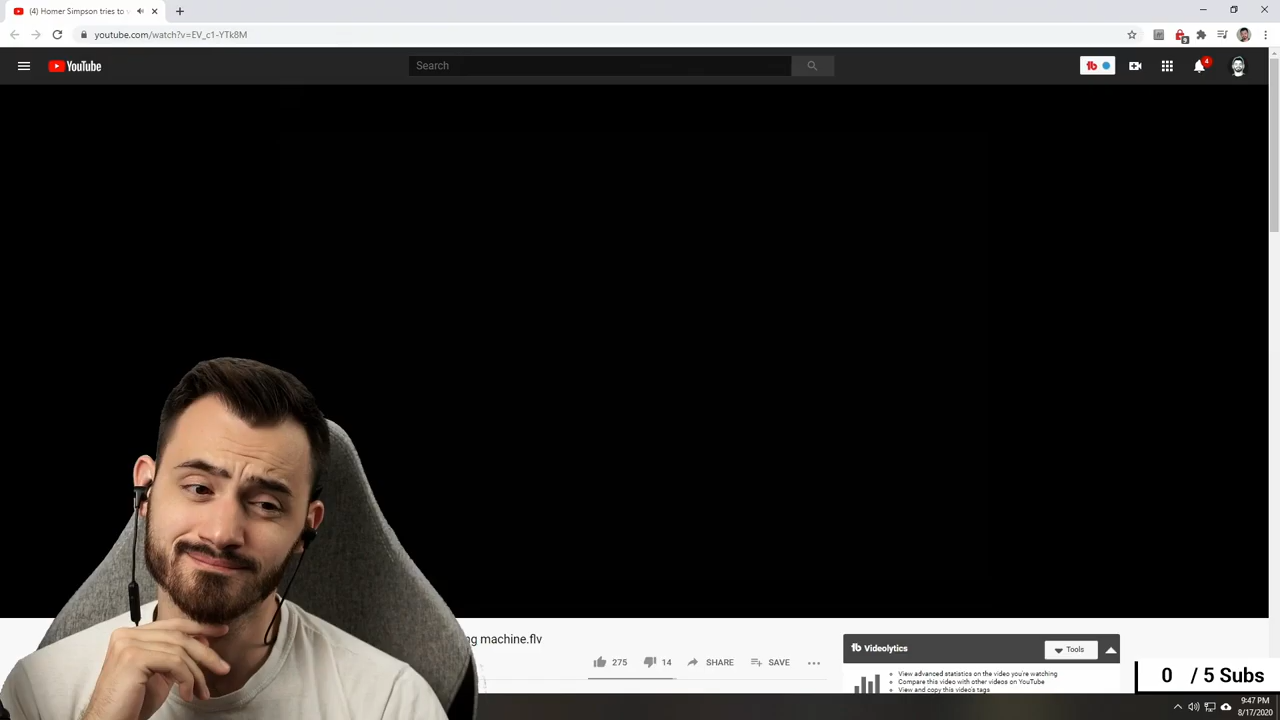 (4) Homer Simpson tries to
youtube.com/watch?v=EV_c1-YTk8M
YouTube
Search
4
machine.flv
275
14
SHARE
SAVE
Videolytics
Tools
View advanced statistics on the video you're watching
Compare this video with other videos on YouTube
View and copy this video's tags
0 / 5 Subs
9:47 PM
8/17/2020